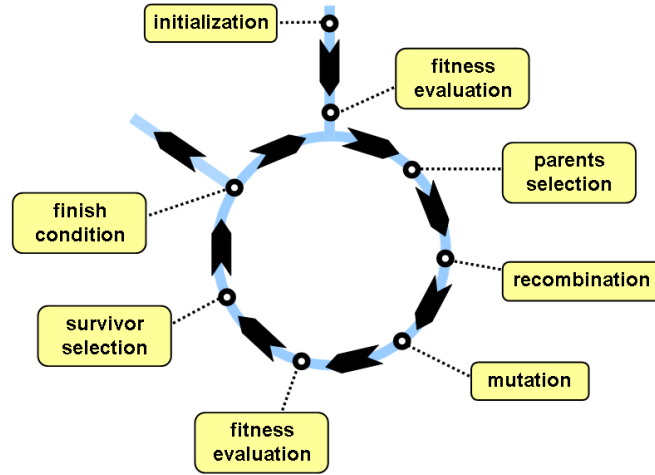 initialization
fitness
evaluation
parents
selection
recombination
mutation
fitness
evaluation
survivor
selection
finish
condition